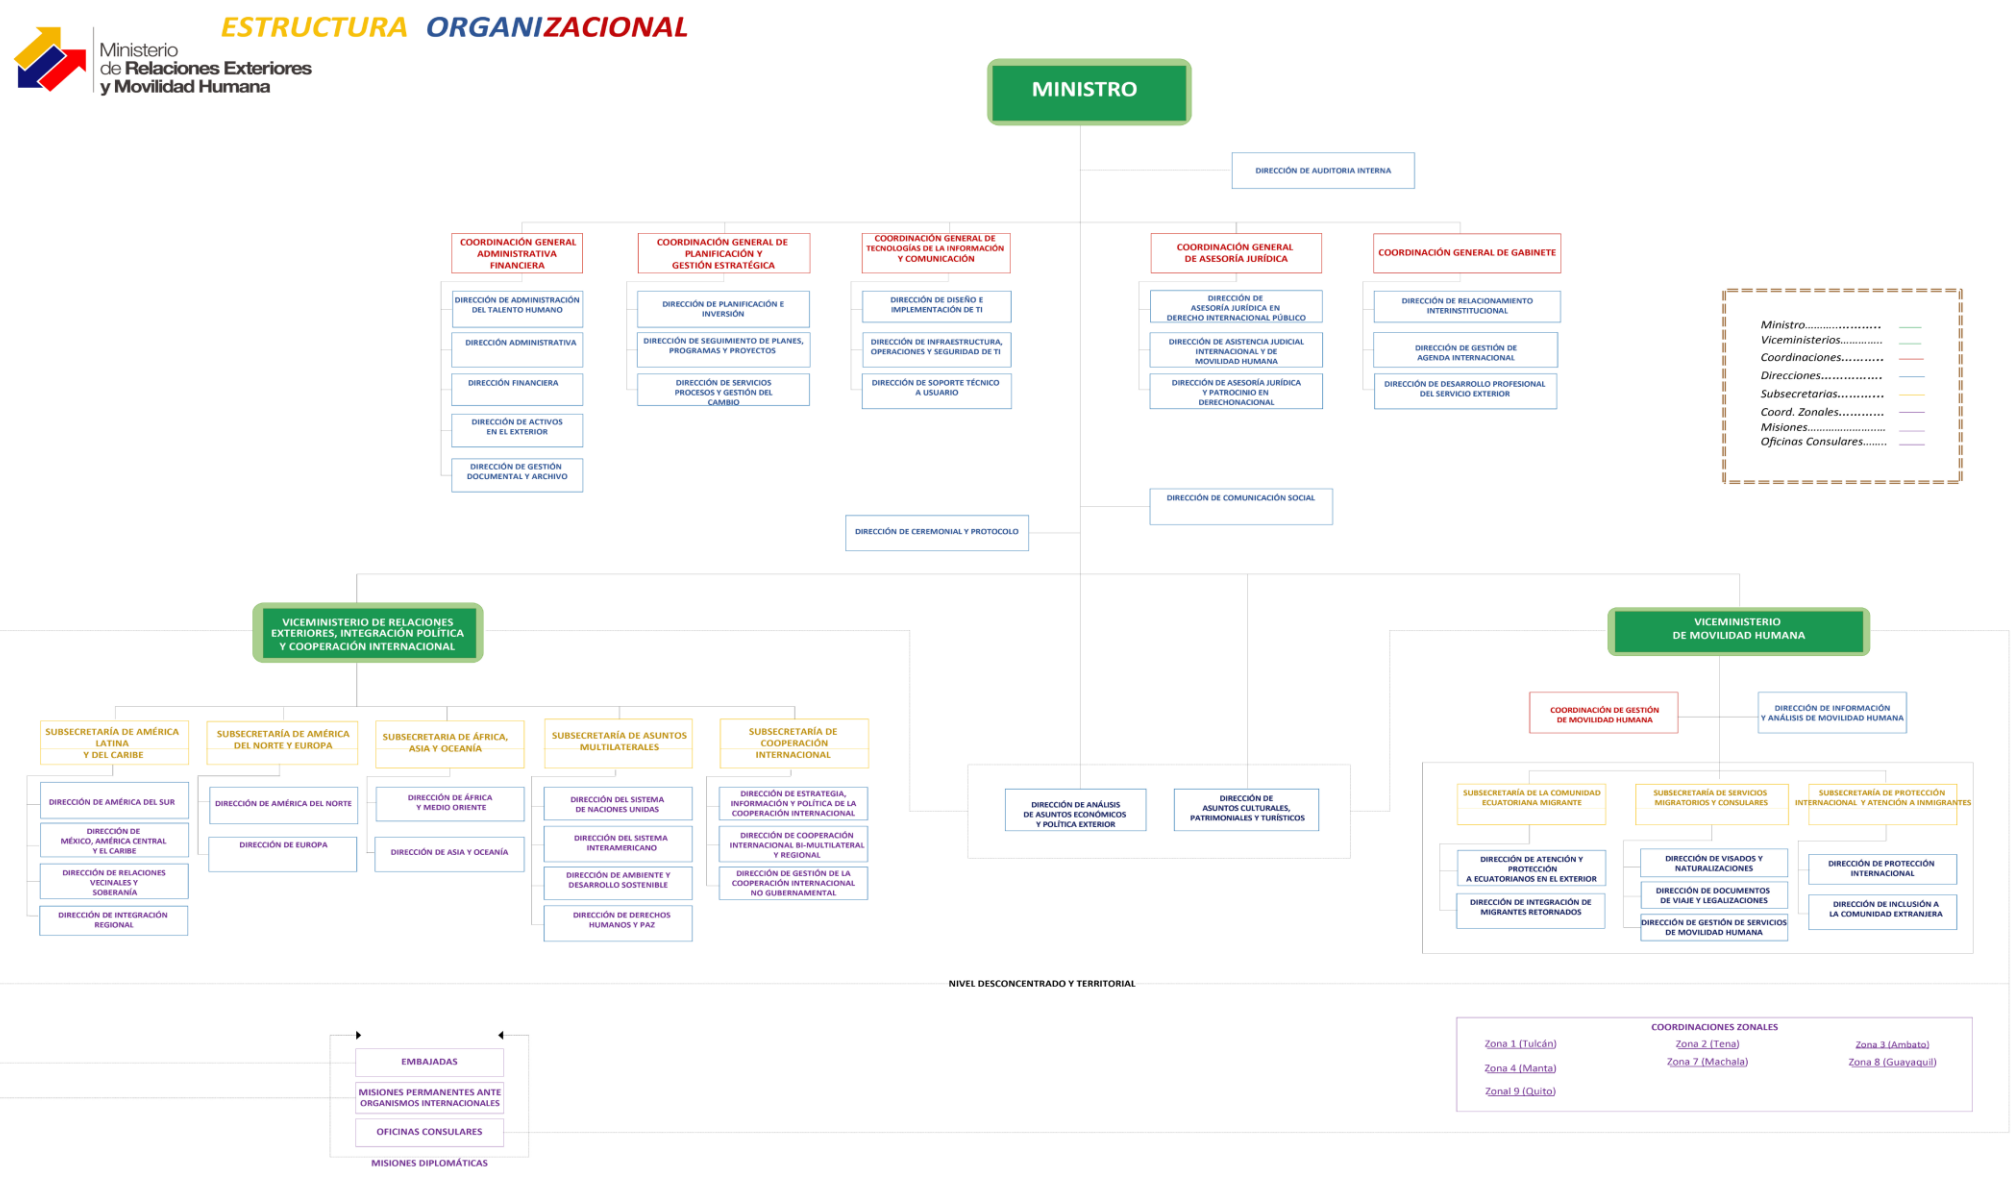 ESTRUCTURA ORGANIZACIONAL
Ministerio
de Relaciones Exteriores
y Movilidad Humana
MINISTRO
DIRECCIÓN DE AUDITORIA INTERNA
COORDINACIÓN GENERAL
ADMINISTRATIVA
FINANCIERA
DIRECCIÓN DE ADMINISTRACIÓN
DEL TALENTO HUMANO
DIRECCIÓN ADMINISTRATIVA
DIRECCIÓN FINANCIERA
DIRECCIÓN DE ACTIVOS
EN EL EXTERIOR
DIRECCIÓN DE GESTIÓN
DOCUMENTAL Y ARCHIVO
COORDINACIÓN GENERAL DE
PLANIFICACIÓN Y
GESTIÓN ESTRATÉGICA
DIRECCIÓN DE PLANIFICACIÓN E
INVERSIÓN
DIRECCIÓN DE SEGUIMIENTO DE PLANES,
PROGRAMAS Y PROYECTOS
DIRECCIÓN DE SERVICIOS
PROCESOS Y GESTIÓN DEL
CAMBIO
COORDINACIÓN GENERAL DE
TECNOLOGÍAS DE LA INFORMACIÓN
Y COMUNICACIÓN
DIRECCIÓN DE DISEÑO E
IMPLEMENTACIÓN DE TI
DIRECCIÓN DE INFRAESTRUCTURA,
OPERACIONES Y SEGURIDAD DE TI
DIRECCIÓN DE SOPORTE TÉCNICO
A USUARIO
COORDINACIÓN GENERAL
DE ASESORÍA JURÍDICA
DIRECCIÓN DE
ASESORÍA JURÍDICA EN
DERECHO INTERNACIONAL PÚBLICO
DIRECCIÓN DE ASISTENCIA JUDICIAL
INTERNACIONAL Y DE
MOVILIDAD HUMANA
DIRECCIÓN DE ASESORÍA JURÍDICA
Y PATROCINIO EN
DERECHONACIONAL
COORDINACIÓN GENERAL DE GABINETE
DIRECCIÓN DE RELACIONAMIENTO
INTERINSTITUCIONAL
DIRECCIÓN DE GESTIÓN DE
AGENDA INTERNACIONAL
DIRECCIÓN DE DESARROLLO PROFESIONAL
DEL SERVICIO EXTERIOR
Ministro......................
Viceministerios..............
Coordinaciones...........
Direcciones...............
Subsecretarias............
Coord. Zonales............
Misiones.......................
Oficinas Consulares........
DIRECCIÓN DE COMUNICACIÓN SOCIAL
DIRECCIÓN DE CEREMONIAL Y PROTOCOLO
VICEMINISTERIO DE RELACIONES
EXTERIORES, INTEGRACIÓN POLÍTICA
Y COOPERACIÓN INTERNACIONAL
VICEMINISTERIO
DE MOVILIDAD HUMANA
SUBSECRETARÍA DE AMÉRICA
LATINA
Y DEL CARIBE
DIRECCIÓN DE AMÉRICA DEL SUR
DIRECCIÓN DE
MÉXICO, AMÉRICA CENTRAL
Y EL CARIBE
DIRECCIÓN DE RELACIONES
VECINALES Y
SOBERANÍA
DIRECCIÓN DE INTEGRACIÓN
REGIONAL
SUBSECRETARÍA DE AMÉRICA
DEL NORTE Y EUROPA
DIRECCIÓN DE AMÉRICA DEL NORTE
DIRECCIÓN DE EUROPA
SUBSECRETARIA DE ÁFRICA,
ASIA Y OCEANÍA
DIRECCIÓN DE ÁFRICA
Y MEDIO ORIENTE
DIRECCIÓN DE ASIA Y OCEANÍA
SUBSECRETARÍA DE ASUNTOS
MULTILATERALES
DIRECCIÓN DEL SISTEMA
DE NACIONES UNIDAS
DIRECCIÓN DEL SISTEMA
INTERAMERICANO
DIRECCIÓN DE AMBIENTE Y
DESARROLLO SOSTENIBLE
DIRECCIÓN DE DERECHOS
HUMANOS Y PAZ
SUBSECRETARÍA DE
COOPERACIÓN
INTERNACIONAL
DIRECCIÓN DE ESTRATEGIA,
INFORMACIÓN Y POLÍTICA DE LA
COOPERACIÓN INTERNACIONAL
DIRECCIÓN DE COOPERACIÓN
INTERNACIONAL BI-MULTILATERAL
Y REGIONAL
DIRECCIÓN DE GESTIÓN DE LA
COOPERACIÓN INTERNACIONAL
NO GUBERNAMENTAL
DIRECCIÓN DE ANÁLISIS
DE ASUNTOS ECONÓMICOS
Y POLÍTICA EXTERIOR
DIRECCIÓN DE
ASUNTOS CULTURALES,
PATRIMONIALES Y TURÍSTICOS
COORDINACIÓN DE GESTIÓN
DE MOVILIDAD HUMANA
DIRECCIÓN DE INFORMACIÓN
Y ANÁLISIS DE MOVILIDAD HUMANA
SUBSECRETARÍA DE LA COMUNIDAD
ECUATORIANA MIGRANTE
DIRECCIÓN DE ATENCIÓN Y
PROTECCIÓN
A ECUATORIANOS EN EL EXTERIOR
DIRECCIÓN DE INTEGRACIÓN DE
MIGRANTES RETORNADOS
SUBSECRETARÍA DE SERVICIOS
MIGRATORIOS Y CONSULARES
DIRECCIÓN DE VISADOS Y
NATURALIZACIONES
DIRECCIÓN DE DOCUMENTOS
DE VIAJE Y LEGALIZACIONES
DIRECCIÓN DE GESTIÓN DE SERVICIOS
DE MOVILIDAD HUMANA
SUBSECRETARÍA DE PROTECCIÓN
INTERNACIONAL Y ATENCIÓN A INMIGRANTES
DIRECCIÓN DE PROTECCIÓN
INTERNACIONAL
DIRECCIÓN DE INCLUSIÓN A
LA COMUNIDAD EXTRANJERA
NIVEL DESCONCENTRADO Y TERRITORIAL
EMBAJADAS
MISIONES PERMANENTES ANTE
ORGANISMOS INTERNACIONALES
OFICINAS CONSULARES
MISIONES DIPLOMÁTICAS
COORDINACIONES ZONALES
Zona 1 (Tulcán) Zona 2 (Tena) Zona 3 (Ambato)
Zona 4 (Manta) Zona 7 (Machala) Zona 8 (Guayaquil)
Zonal 9 (Quito)